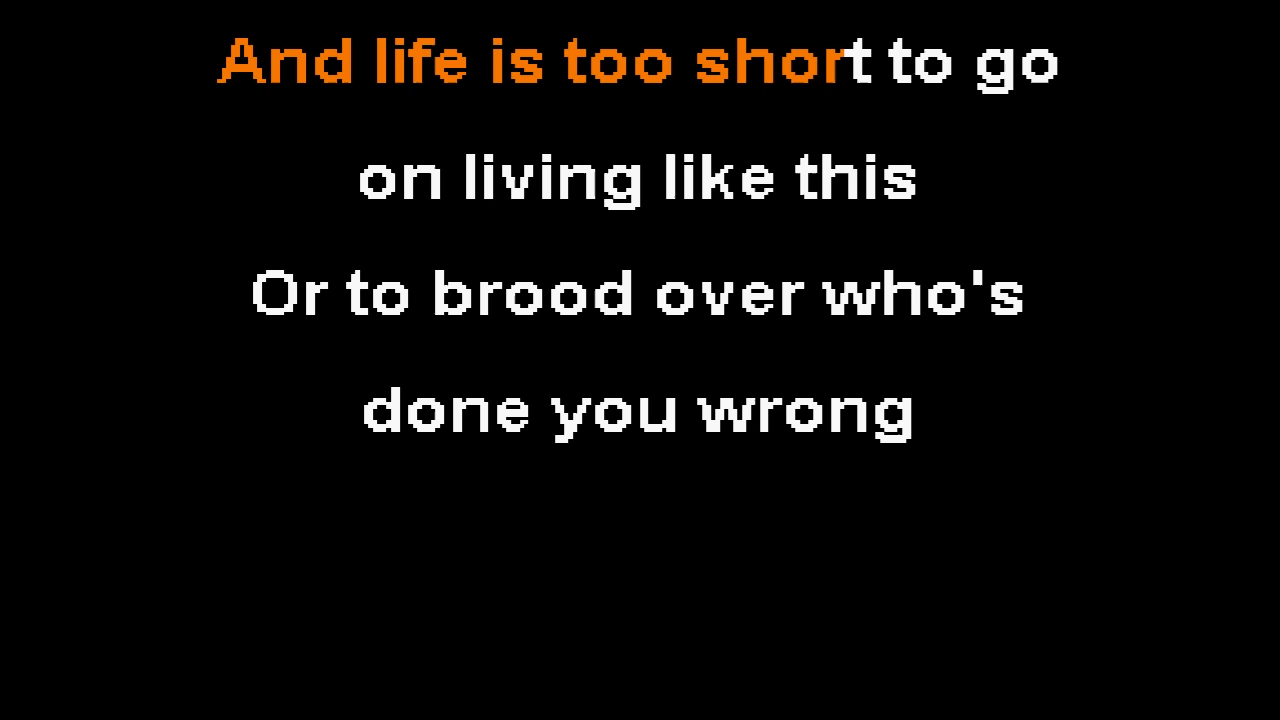 And life is too short to go
on living like this
Or to brood over who's
done you wrong